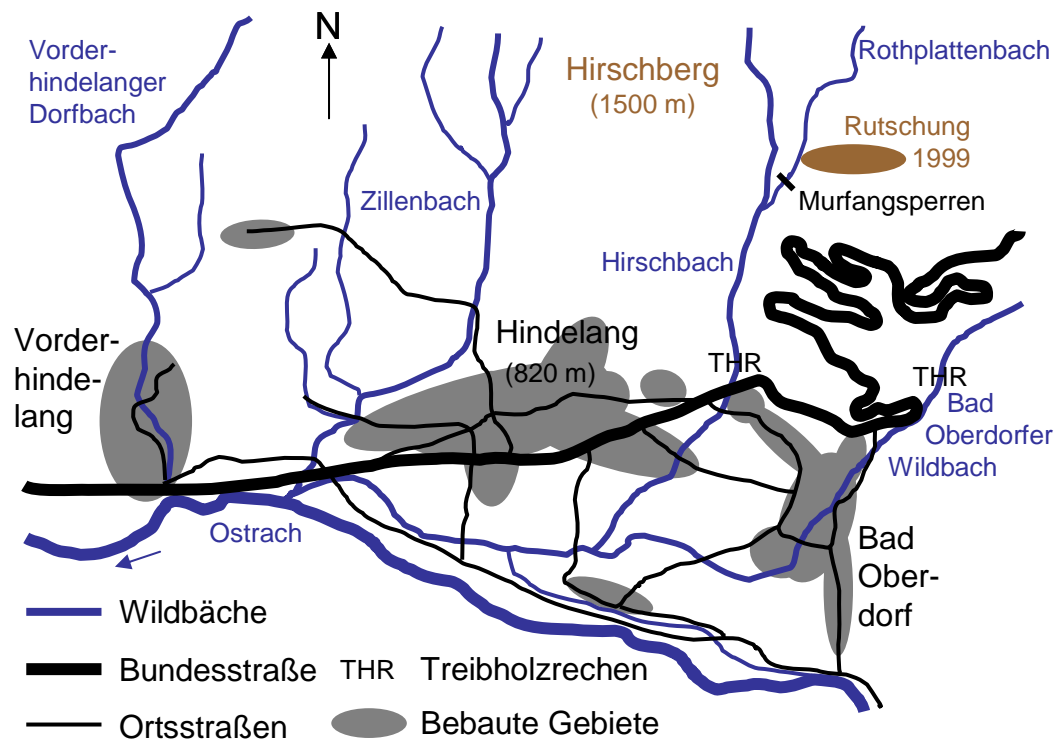 N
Vorder-
hindelanger
Dorfbach
Hirschberg
(1500 m)
Rothplattenbach
Rutschung
1999
Murfangsperren
Zillenbach
Hirschbach
Vorder-
hinde-
lang
Hindelang
(820 m)
THR
THR
Bad
Oberdorfer
Wildbach
Ostrach
Bad
Ober-
dorf
Wildbäche
Bundesstraße
THR Treibholzrechen
Ortsstraßen
Bebaute Gebiete